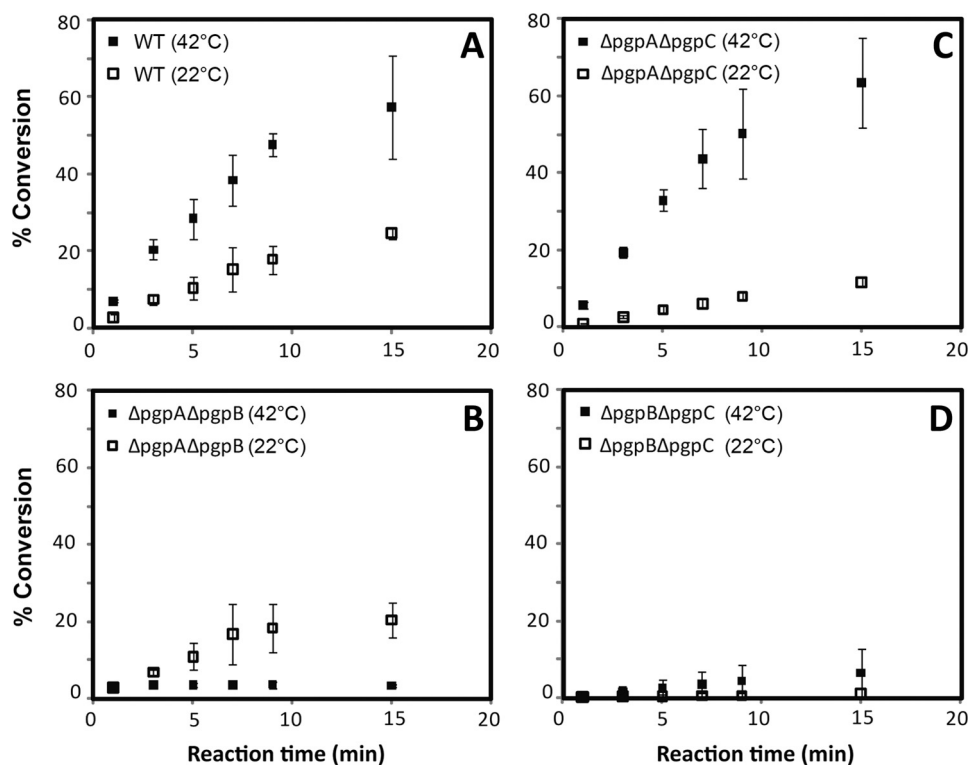 A
WT (42°C)
WT (22°C)
% Conversion
80
60
40
20
0
0 5 10 15 20
C
ΔpgpAΔpgpC (42°C)
ΔpgpAΔpgpC (22°C)
80
60
40
20
0
0 5 10 15 20
B
ΔpgpAΔpgpB (42°C)
ΔpgpAΔpgpB (22°C)
% Conversion
80
60
40
20
0
0 5 10 15 20
Reaction time (min)
D
ΔpgpBΔpgpC (42°C)
ΔpgpBΔpgpC (22°C)
80
60
40
20
0
0 5 10 15 20
Reaction time (min)